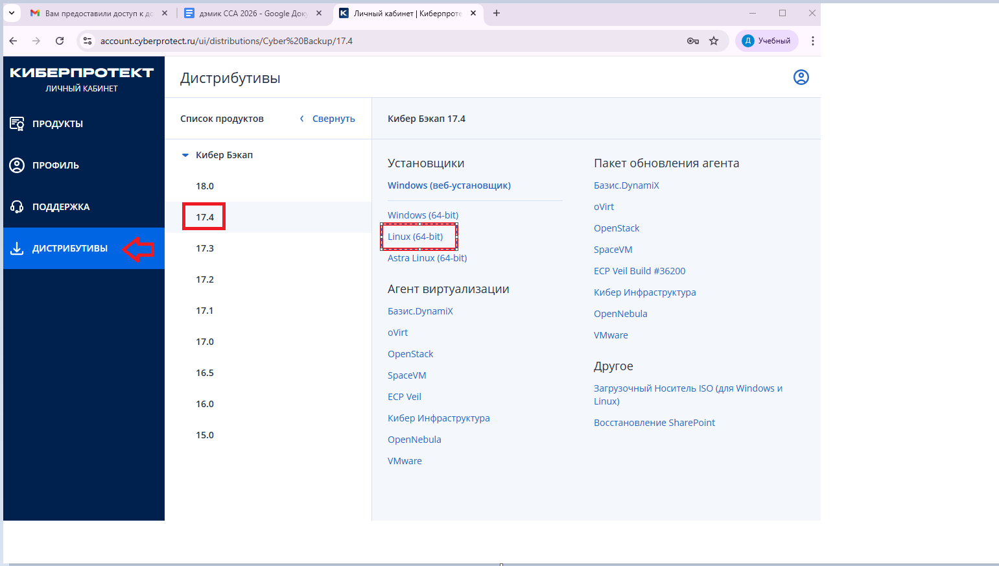 Вам предоставили доступ к до
дэмик ССА 2026 - Google Доку
Личный кабинет | Киберпроте
account.cyberprotect.ru/ui/distributions/Cyber%20Backup/17.4
Д Учебный
КИБЕРПРОТЕКТ
ЛИЧНЫЙ КАБИНЕТ
ПРОДУКТЫ
ПРОФИЛЬ
ПОДДЕРЖКА
ДИСТРИБУТИВЫ
Дистрибутивы
Список продуктов
Свернуть
Кибер Бэкап
18.0
17.4
17.3
17.2
17.1
17.0
16.5
16.0
15.0
Кибер Бэкап 17.4
Установщики
Windows (веб-установщик)
Windows (64-bit)
Linux (64-bit)
Astra Linux (64-bit)
Агент виртуализации
Базис.DynamiX
oVirt
OpenStack
SpaceVM
ECP Veil
Кибер Инфраструктура
OpenNebula
VMware
Пакет обновления агента
Базис.DynamiX
oVirt
OpenStack
SpaceVM
ECP Veil Build #36200
Кибер Инфраструктура
OpenNebula
VMware
Другое
Загрузочный Носитель ISO (для Windows и
Linux)
Восстановление SharePoint